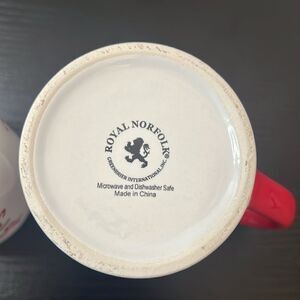 ROYAL NORFOLK
GREENBRIER INTERNATIONAL, INC.®
Microwave and Dishwasher Safe
Made in China